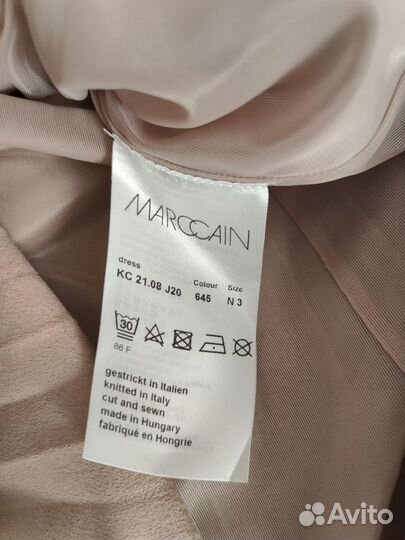 MARCCAIN
dress
KC 21.08 J20 Colour 645 Size N 3
30
86 F
gestrickt in Italien
knitted in Italy
cut and sewn
made in Hungary
fabriqué en Hongrie
Avito